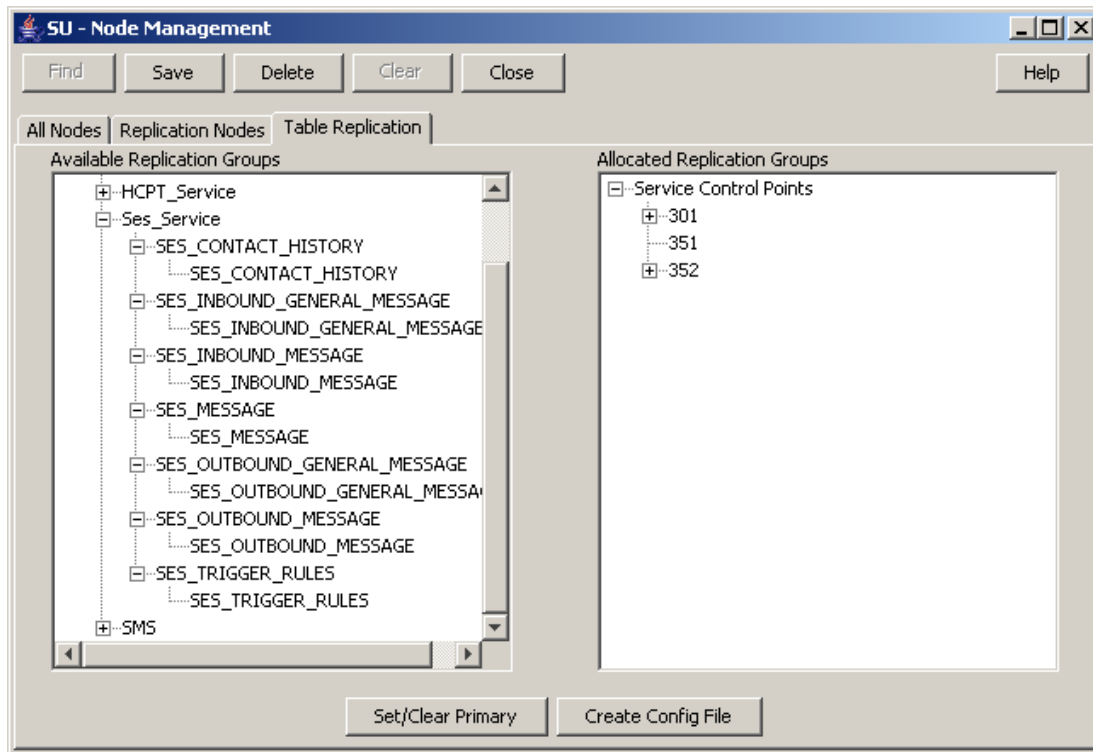 SU - Node Management
Find Save Delete Clear Close Help
All Nodes Replication Nodes Table Replication
Available Replication Groups
HCPT_Service
Ses_Service
SES_CONTACT_HISTORY
SES_CONTACT_HISTORY
SES_INBOUND_GENERAL_MESSAGE
SES_INBOUND_GENERAL_MESSAGE
SES_INBOUND_MESSAGE
SES_INBOUND_MESSAGE
SES_MESSAGE
SES_MESSAGE
SES_OUTBOUND_GENERAL_MESSAGE
SES_OUTBOUND_GENERAL_MESSA
SES_OUTBOUND_MESSAGE
SES_OUTBOUND_MESSAGE
SES_TRIGGER_RULES
SES_TRIGGER_RULES
SMS
Allocated Replication Groups
Service Control Points
301
351
352
Set/Clear Primary Create Config File